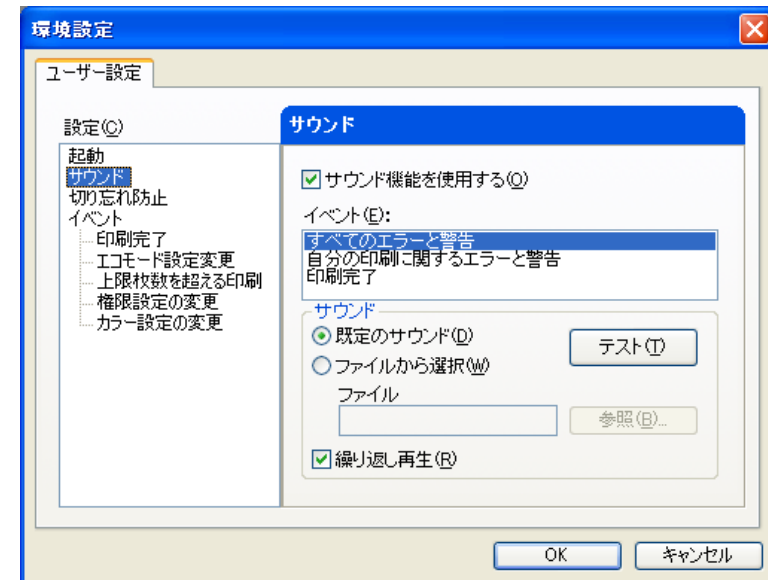 環境設定
ユーザー設定
設定(C)
起動
サウンド
切り忘れ防止
イベント
印刷完了
エコモード設定変更
上限枚数を超える印刷
権限設定の変更
カラー設定の変更
サウンド
サウンド機能を使用する(O)
イベント(E):
すべてのエラーと警告
自分の印刷に関するエラーと警告
印刷完了
サウンド
既定のサウンド(D)
テスト(T)
ファイルから選択(W)
ファイル
参照(B)...
繰り返し再生(R)
OK
キャンセル